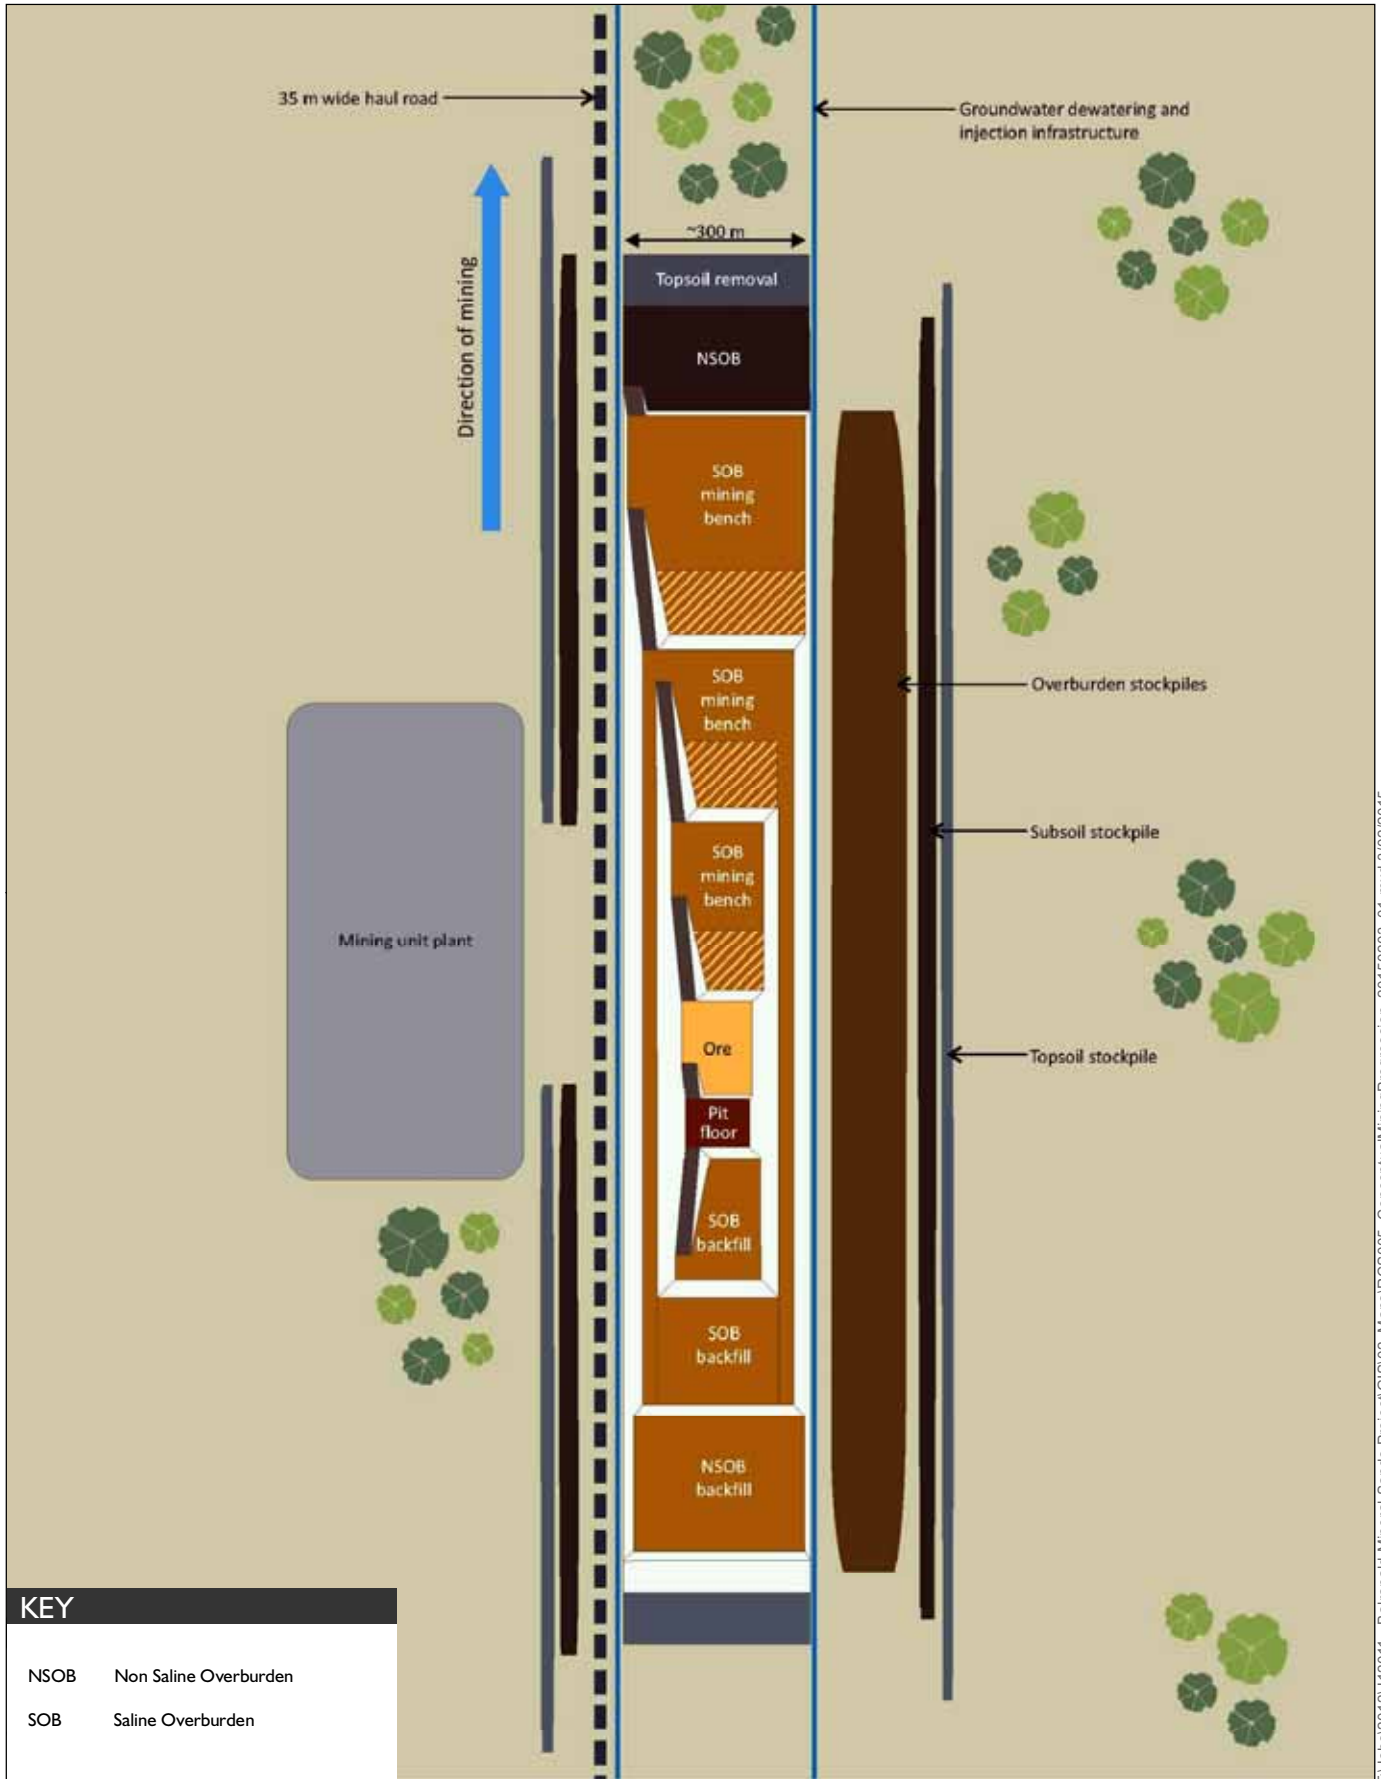 35 m wide haul road
Groundwater dewatering and
injection infrastructure
~300 m
Topsoil removal
Direction of mining
NSOB
SOB
mining
bench
SOB
mining
bench
Overburden stockpiles
SOB
mining
bench
Subsoil stockpile
Mining unit plant
Ore
Topsoil stockpile
Pit
floor
SOB
backfill
SOB
backfill
NSOB
backfill
KEY
NSOB Non Saline Overburden
SOB Saline Overburden